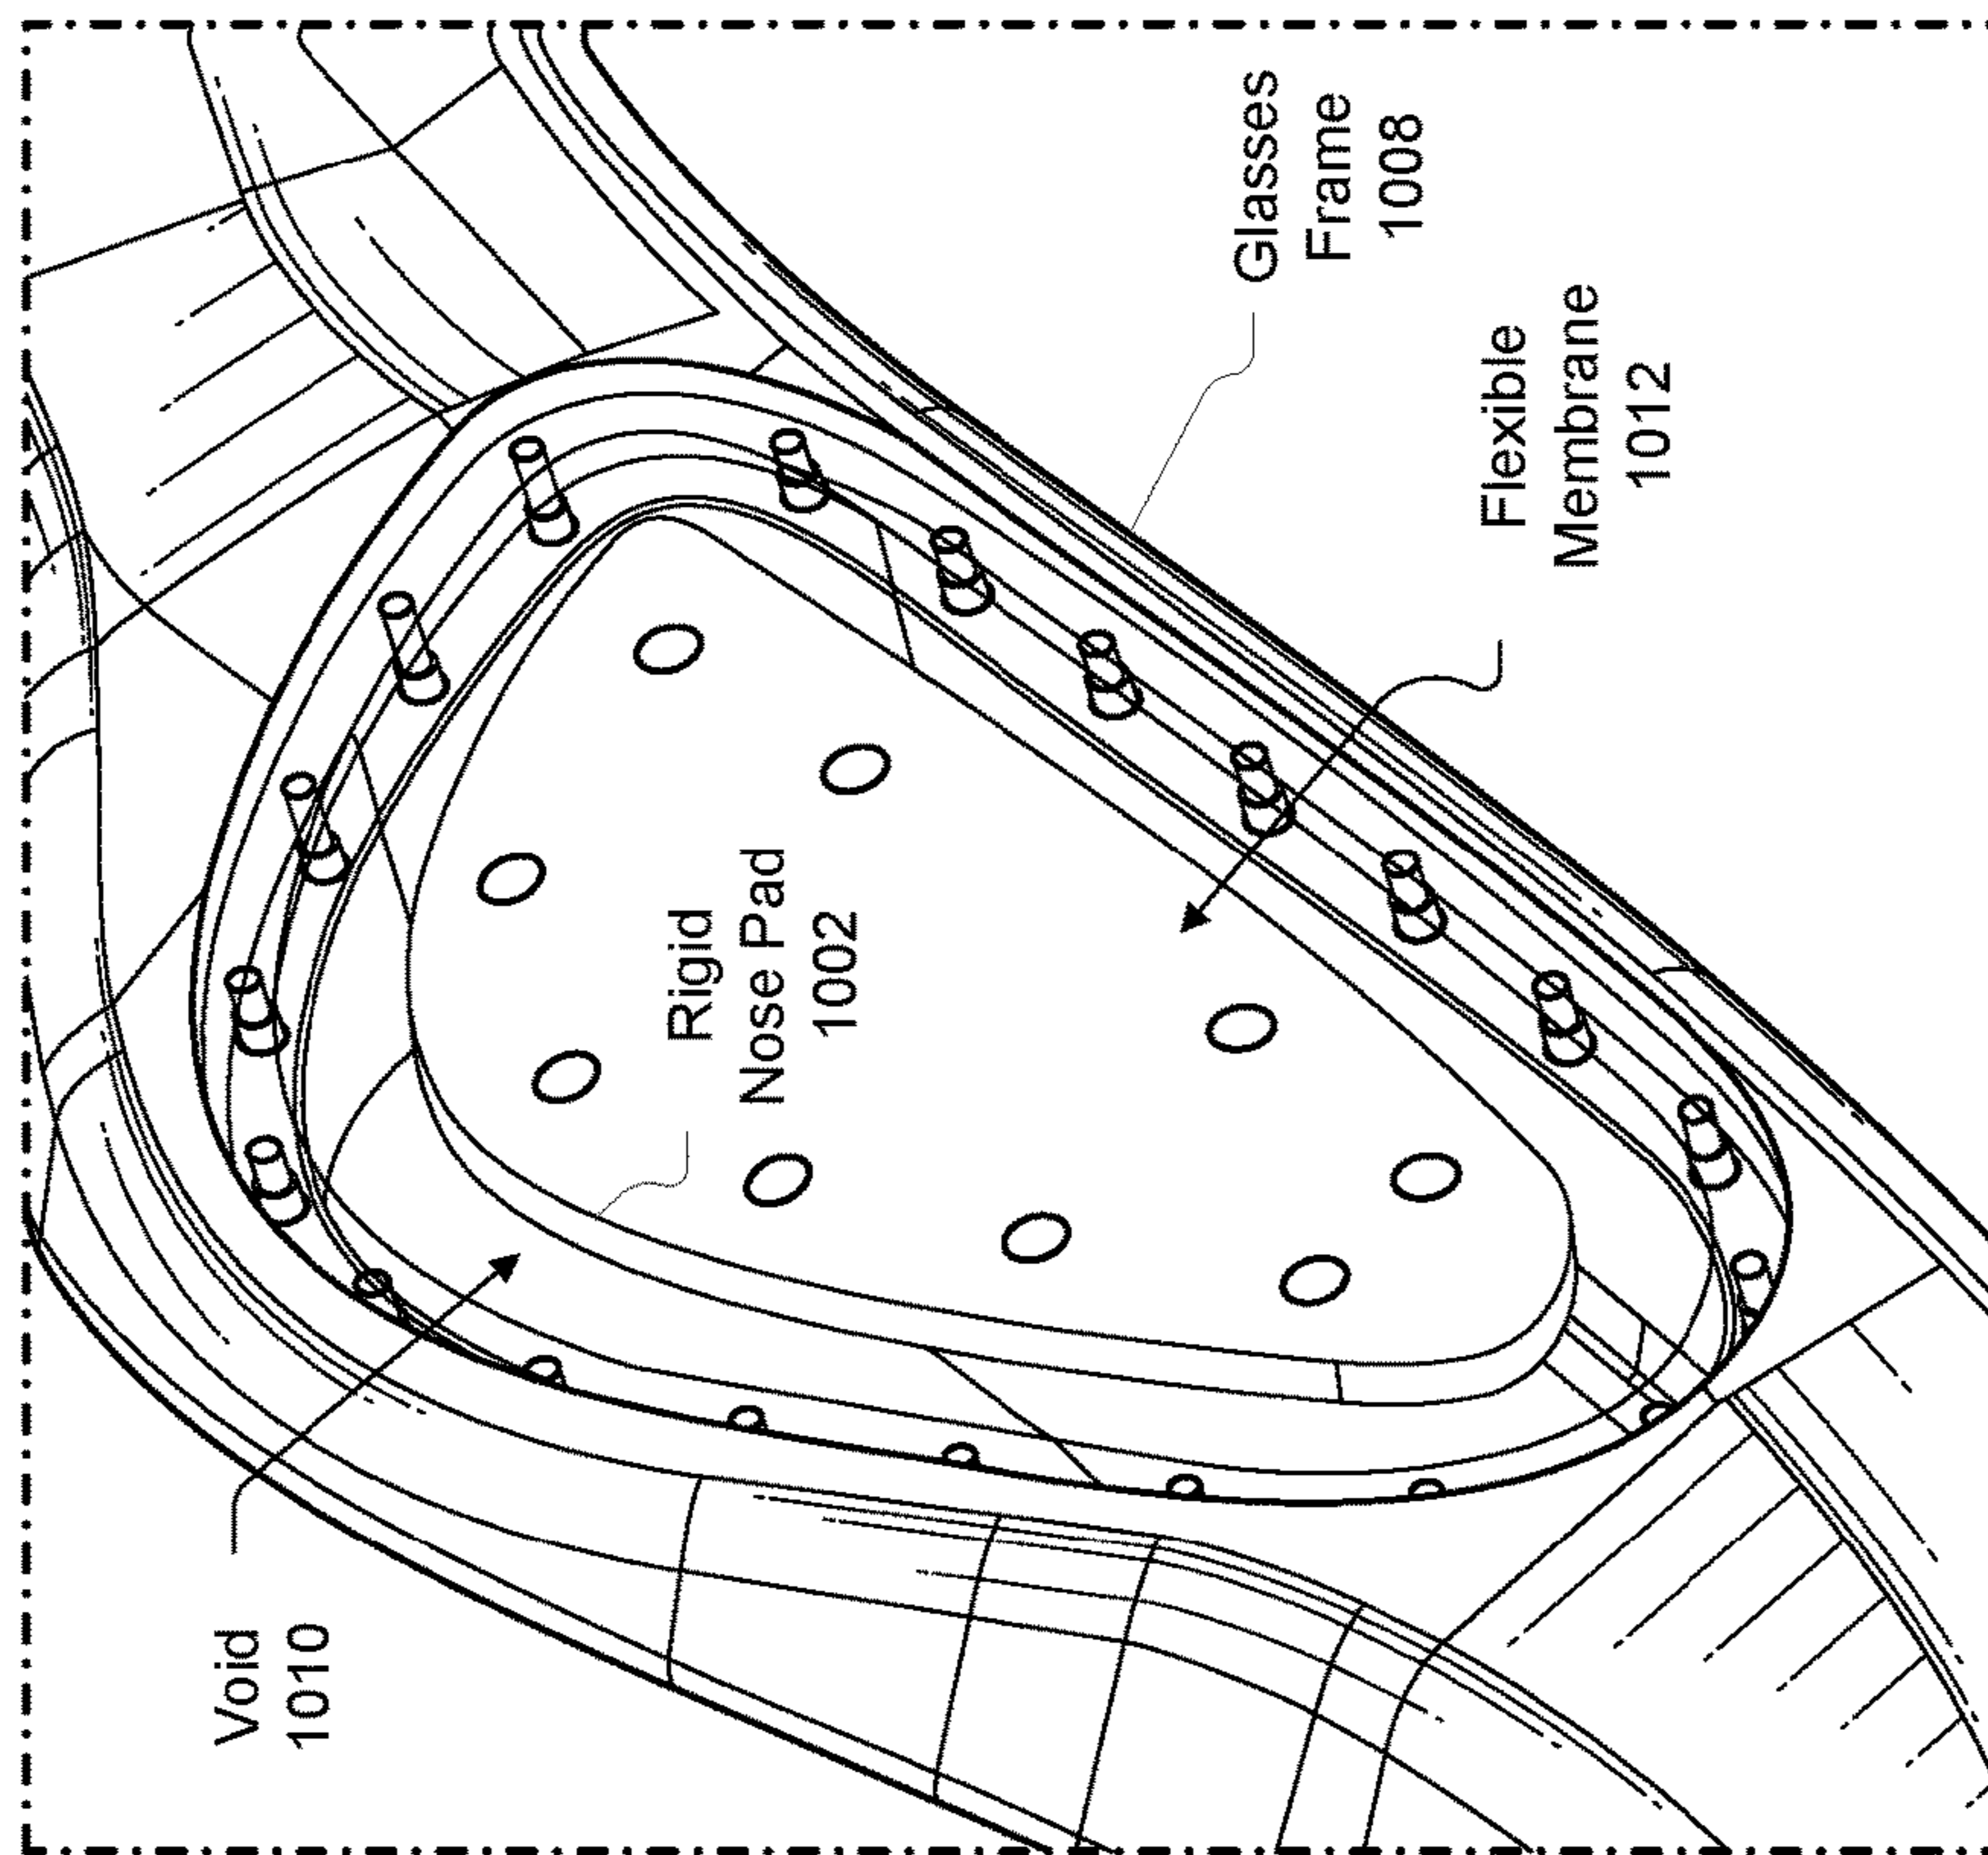 Void
1010
Rigid
Nose Pad
1002
Glasses
Frame
1008
Flexible
Membrane
1012